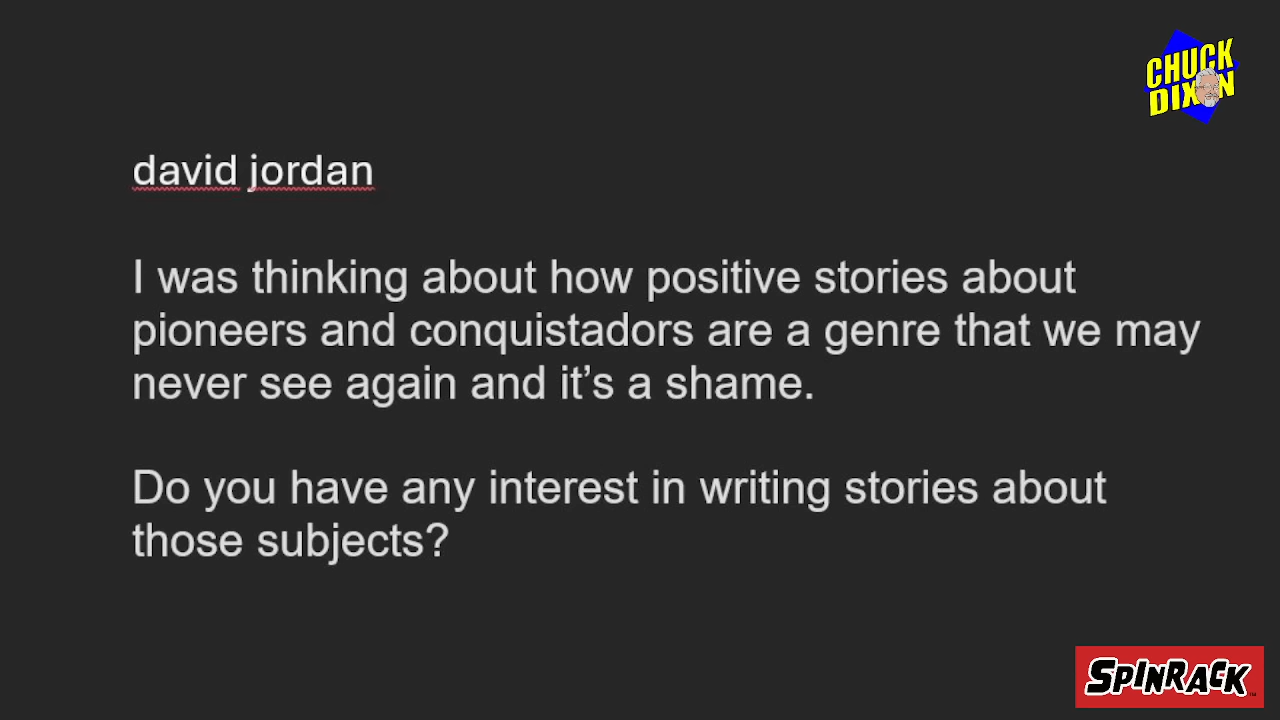 CHUCK
DIXON
david jordan
I was thinking about how positive stories about
pioneers and conquistadors are a genre that we may
never see again and it’s a shame.
Do you have any interest in writing stories about
those subjects?
SPINRACK